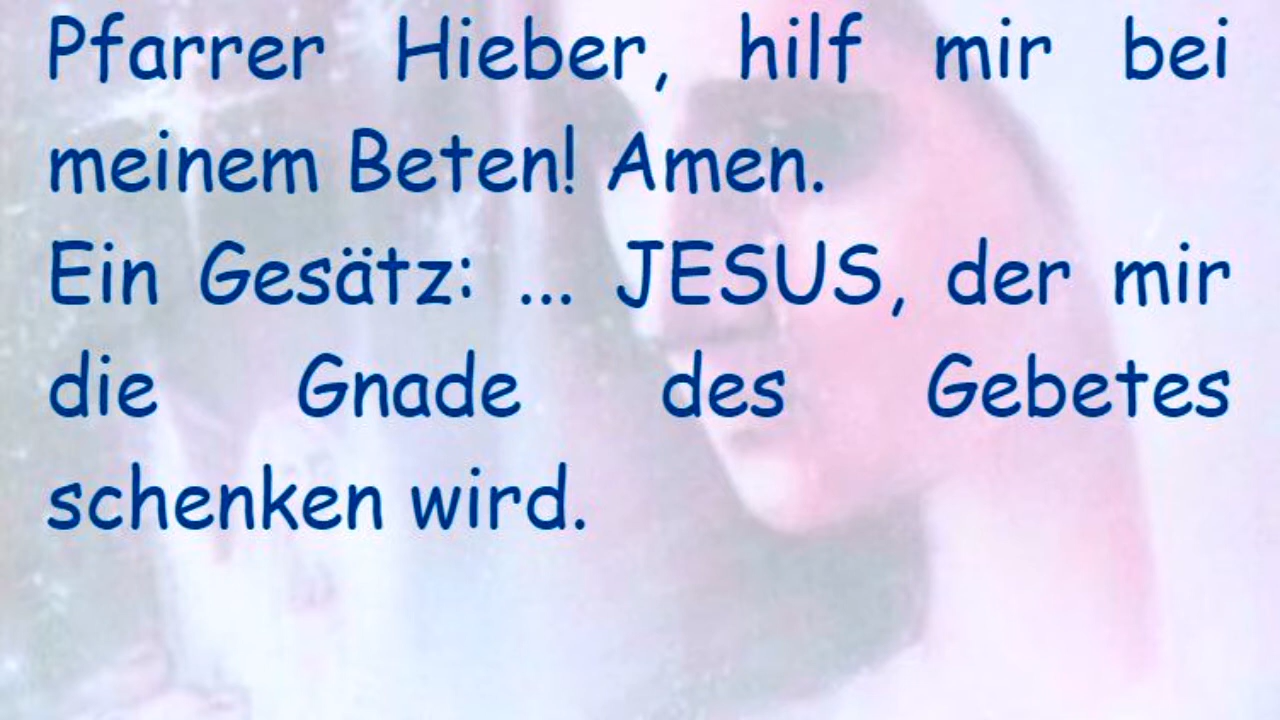 Pfarrer Hieber, hilf mir bei
meinem Beten! Amen.
Ein Gesätz: ... JESUS, der mir
die Gnade des Gebetes
schenken wird.